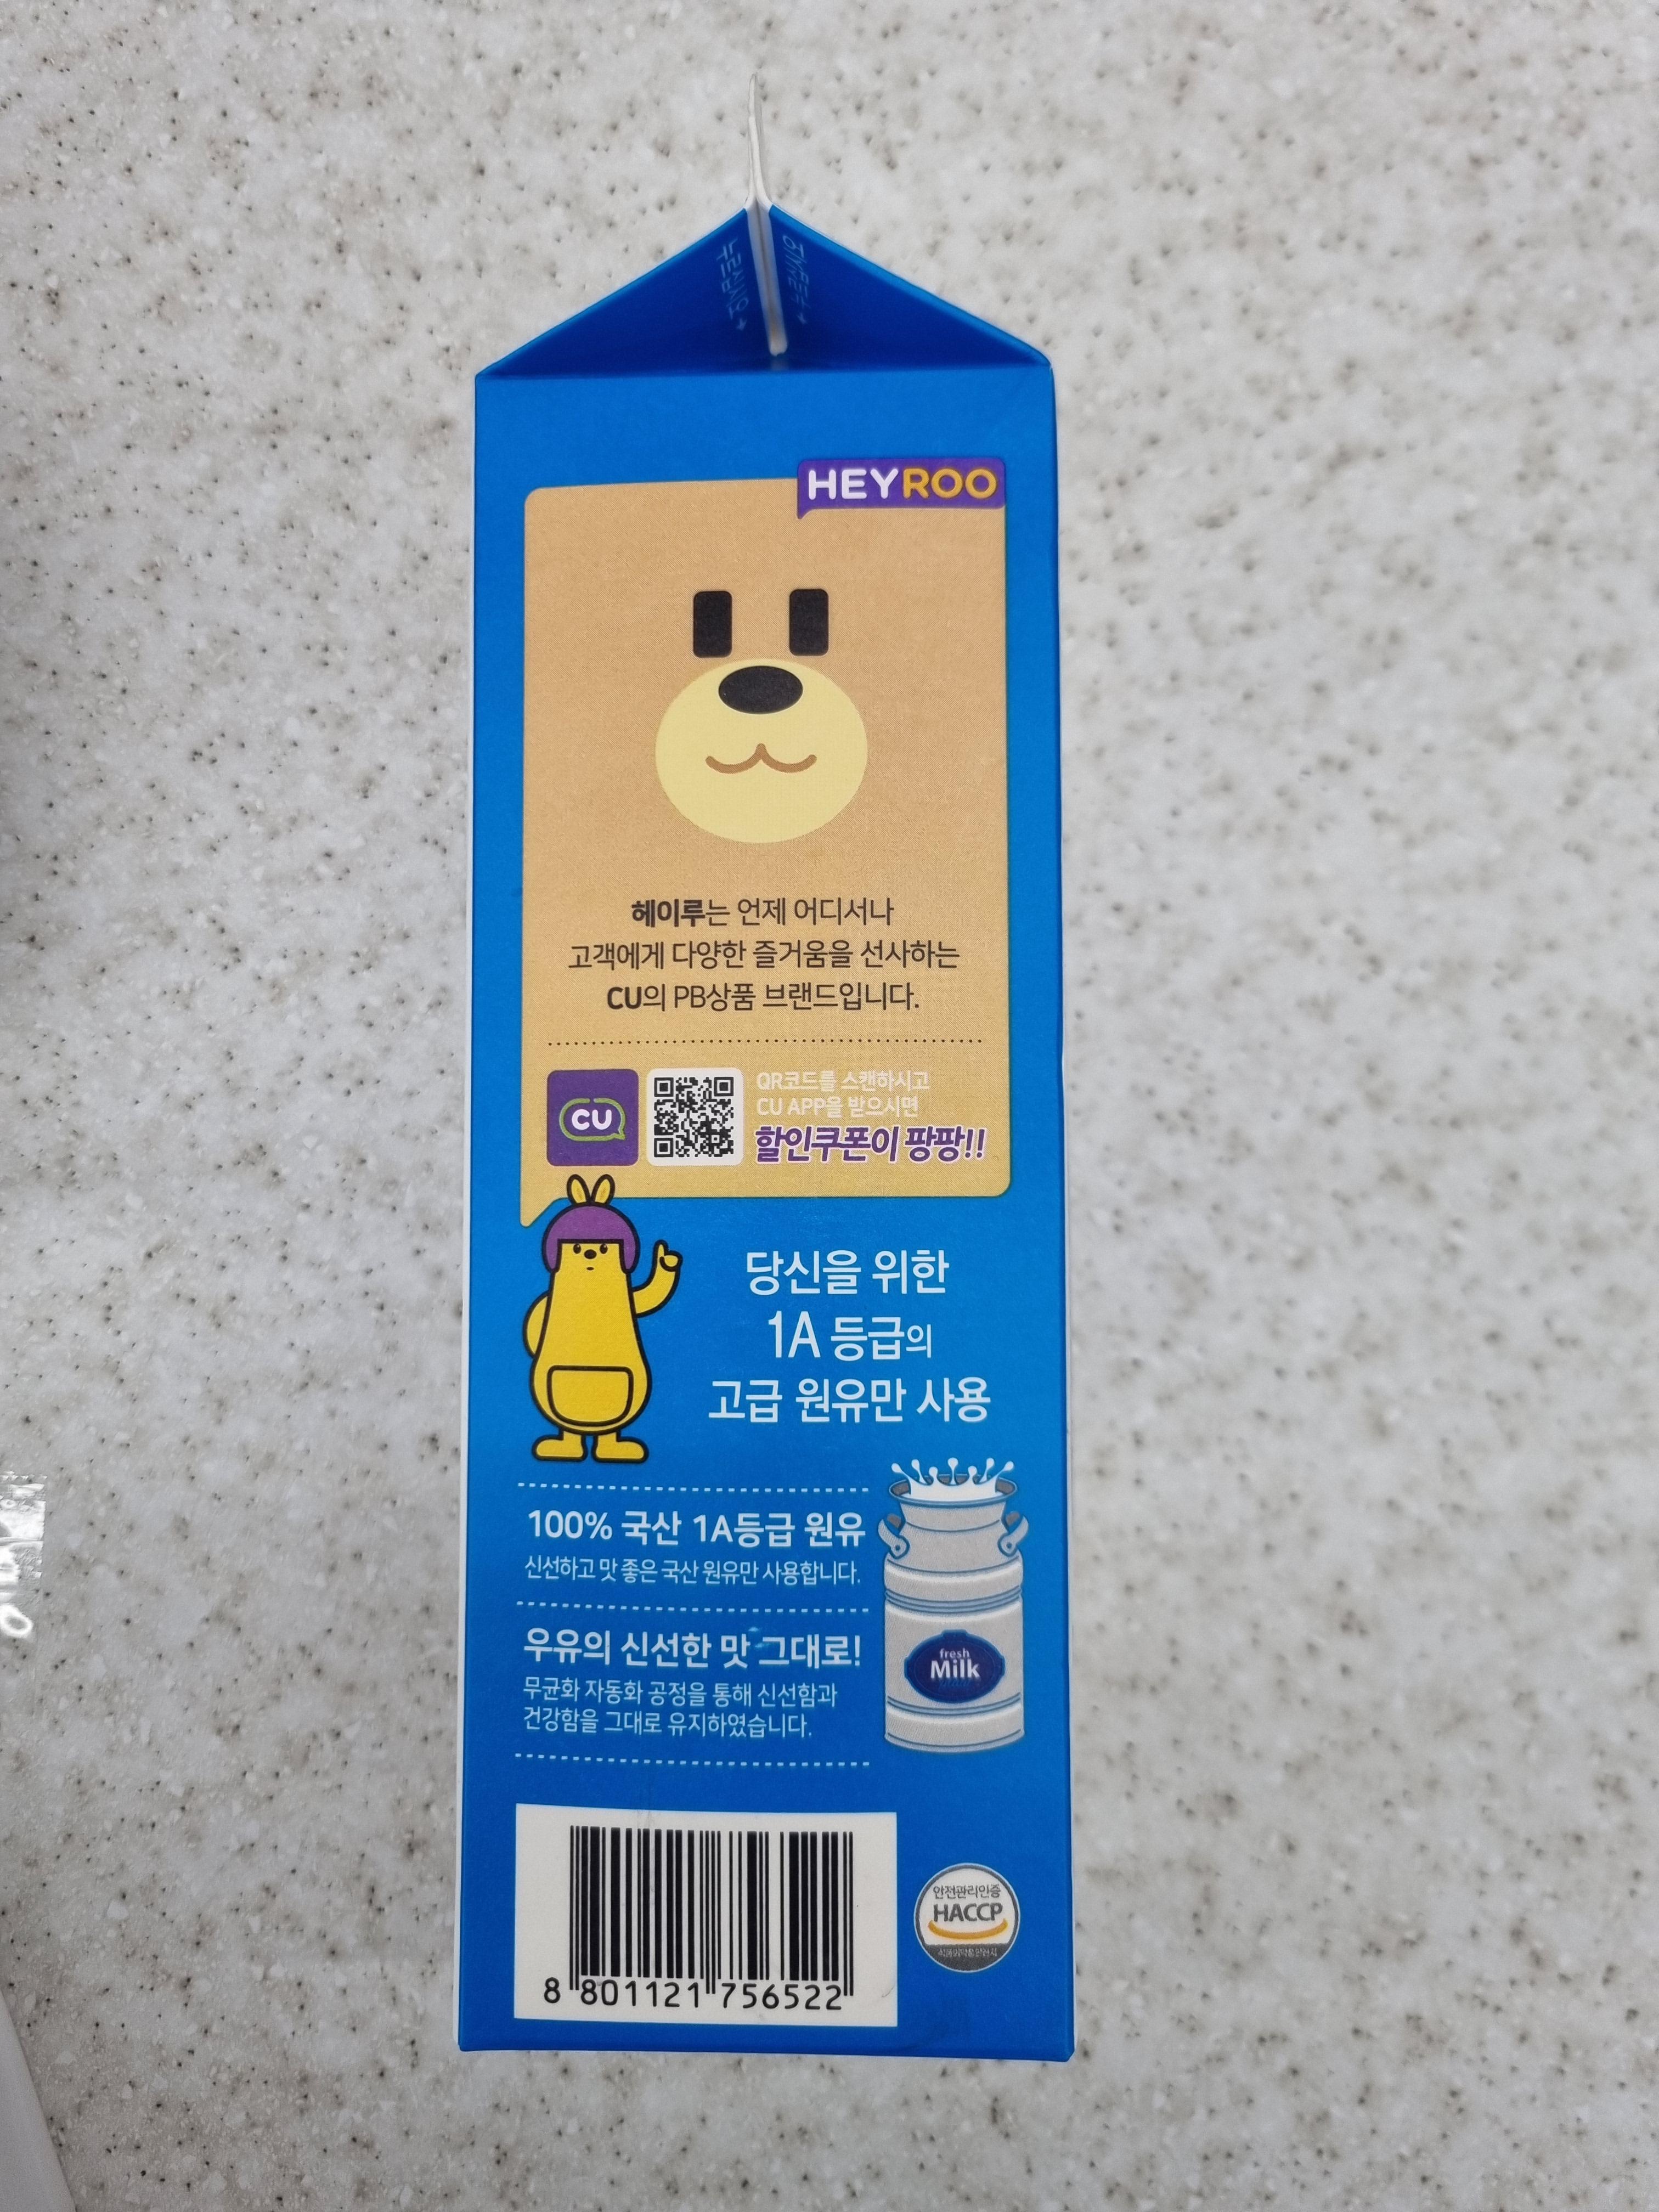 HEYROO
헤이루는 언제 어디서나
고객에게 다양한 즐거움을 선사하는
CU의 PB상품 브랜드입니다.
CU
QR코드를 스캔하시고
CU APP을 받으시면
할인쿠폰이 팡팡!!
당신을 위한
1A 등급의
고급 원유만 사용
100% 국산 1A등급 원유
신선하고 맛 좋은 국산 원유만 사용합니다.
우유의 신선한 맛 그대로!
무균화 자동화 공정을 통해 신선함과
건강함을 그대로 유지하였습니다.
fresh
Milk
8 801121 756522
안전관리인증
HACCP